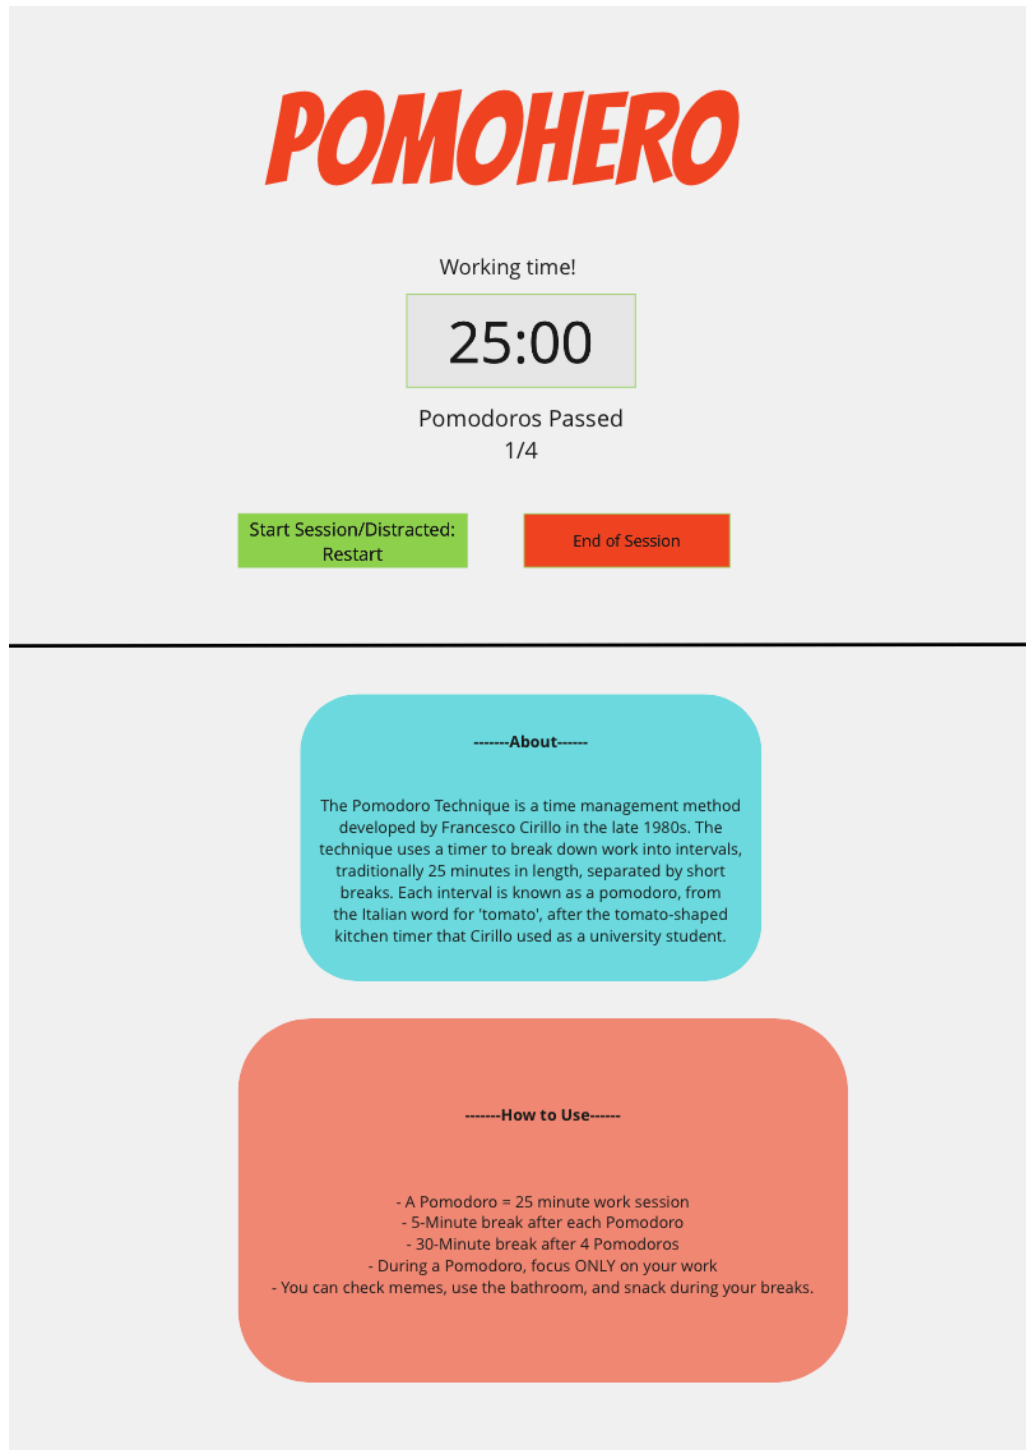 POMOHERO
Working time!
25:00
Pomodoros Passed
1/4
Start Session/Distracted:
Restart
End of Session
-------About------
The Pomodoro Technique is a time management method
developed by Francesco Cirillo in the late 1980s. The
technique uses a timer to break down work into intervals,
traditionally 25 minutes in length, separated by short
breaks. Each interval is known as a pomodoro, from
the Italian word for 'tomato', after the tomato-shaped
kitchen timer that Cirillo used as a university student.
-------How to Use------
- A Pomodoro = 25 minute work session
- 5-Minute break after each Pomodoro
- 30-Minute break after 4 Pomodoros
- During a Pomodoro, focus ONLY on your work
- You can check memes, use the bathroom, and snack during your breaks.